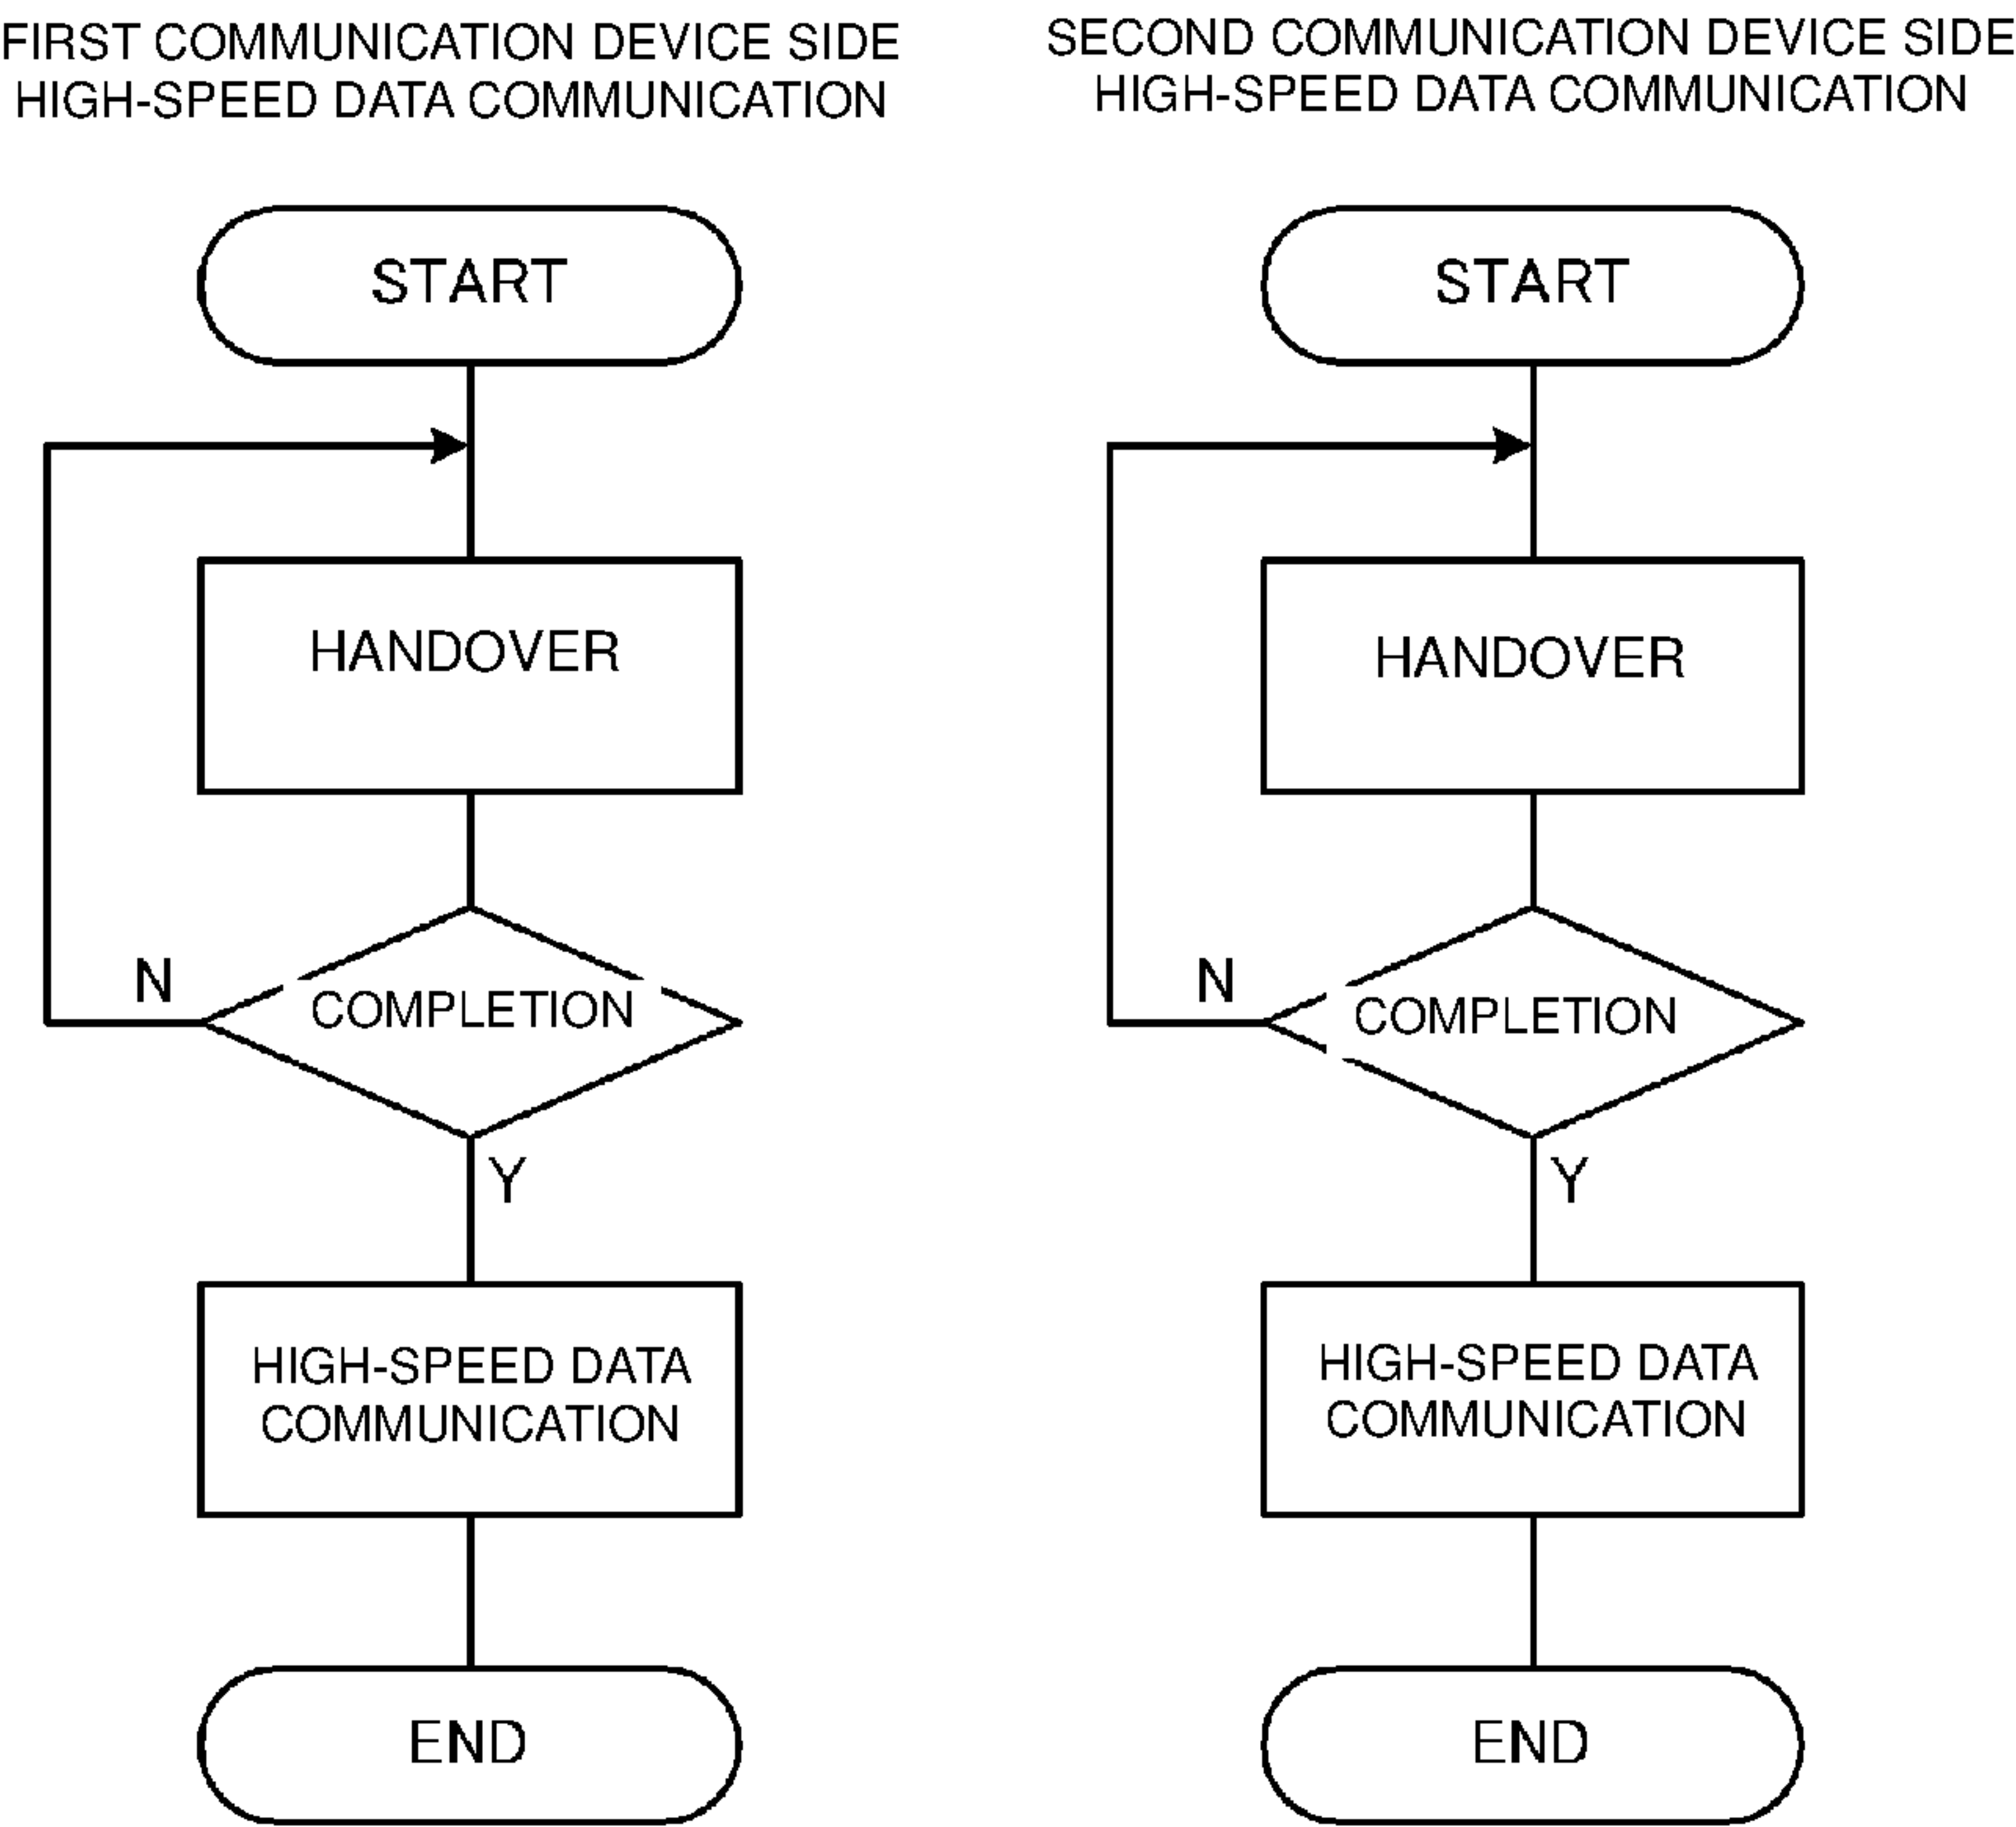 FIRST COMMUNICATION DEVICE SIDE
HIGH-SPEED DATA COMMUNICATION
START
HANDOVER
N
COMPLETION
Y
HIGH-SPEED DATA
COMMUNICATION
END
SECOND COMMUNICATION DEVICE SIDE
HIGH-SPEED DATA COMMUNICATION
START
HANDOVER
N
COMPLETION
Y
HIGH-SPEED DATA
COMMUNICATION
END